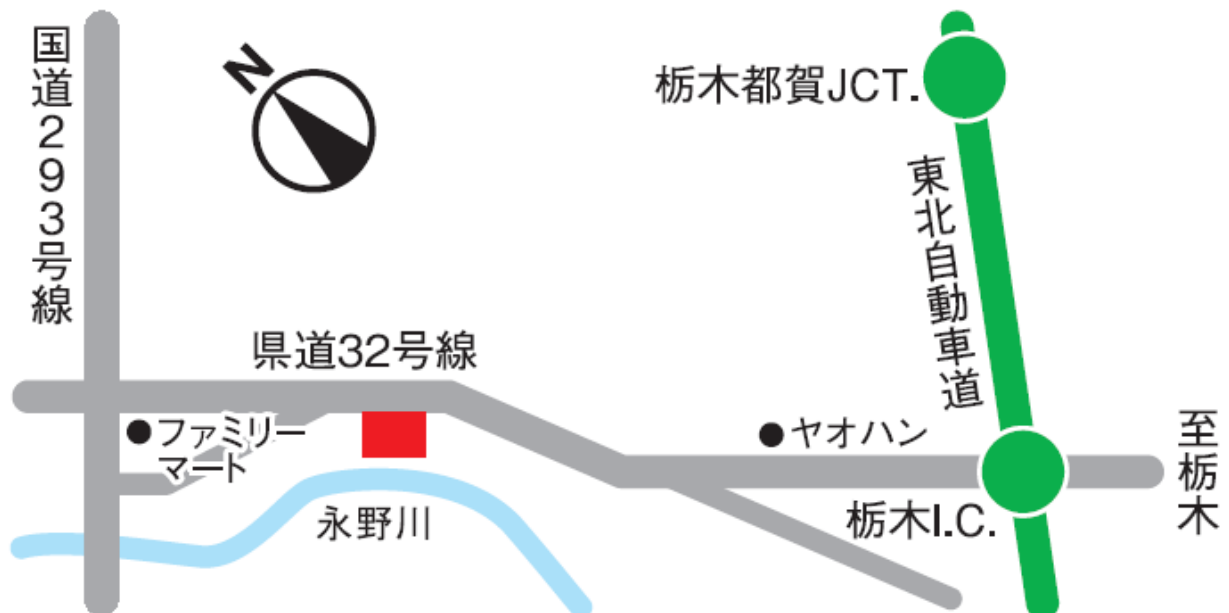 国道293号線
N
栃木都賀JCT.
東北自動車道
県道32号線
ファミリー
マート
ヤオハン
至栃木
永野川
栃木I.C.